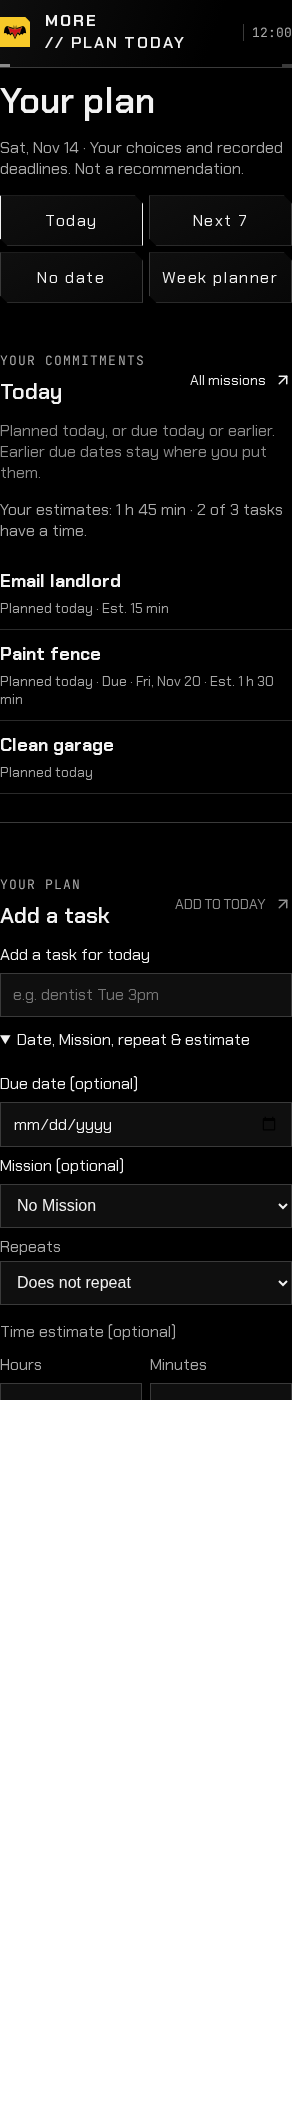 MORE
// PLAN TODAY
12:00
Your plan
Sat, Nov 14 · Your choices and recorded
deadlines. Not a recommendation.
Today
Next 7
No date
Week planner
YOUR COMMITMENTS
Today
All missions
Planned today, or due today or earlier.
Earlier due dates stay where you put
them.
Your estimates: 1 h 45 min · 2 of 3 tasks
have a time.
Email landlord
Planned today · Est. 15 min
Paint fence
Planned today · Due · Fri, Nov 20 · Est. 1 h 30
min
Clean garage
Planned today
YOUR PLAN
Add a task
ADD TO TODAY
Add a task for today
e.g. dentist Tue 3pm
Date, Mission, repeat & estimate
Due date (optional)
mm/dd/yyyy
Mission (optional)
No Mission
Repeats
Does not repeat
Time estimate (optional)
Hours
Minutes